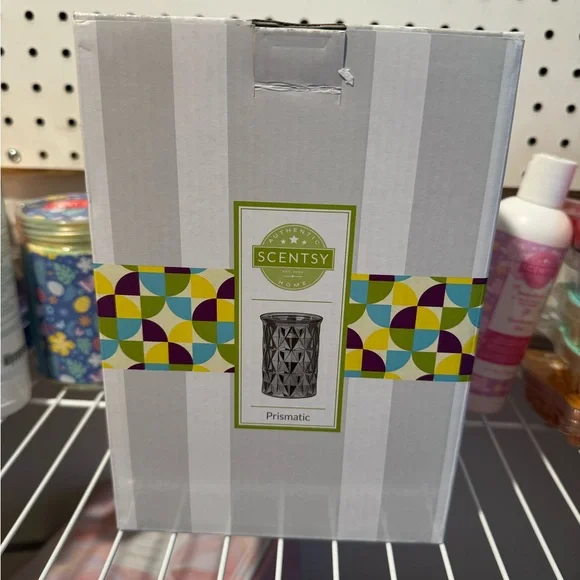 AUTHENTIC
SCENTSY
EST. 2004
HOME
Prismatic